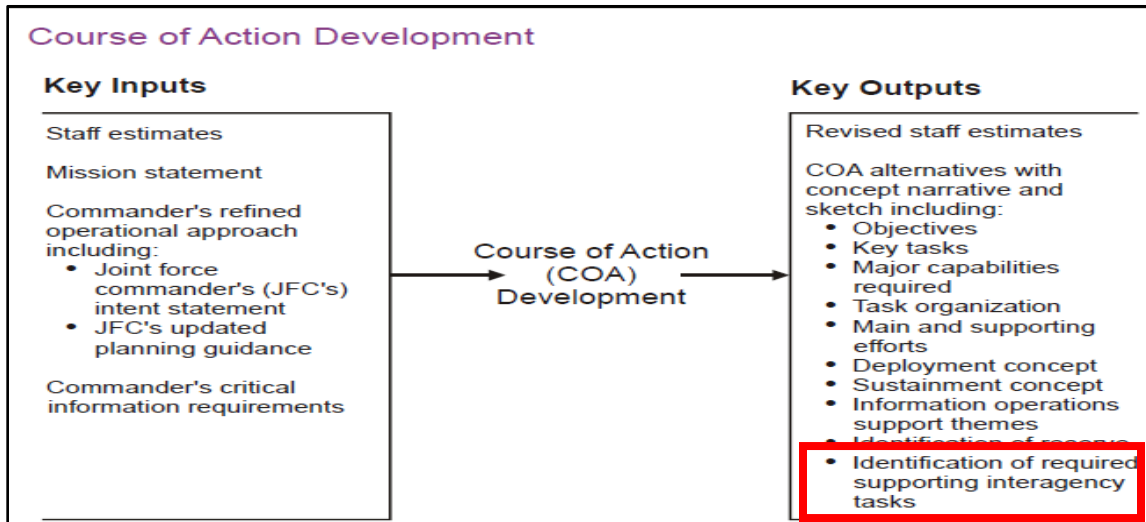 Course of Action Development
Key Inputs
Staff estimates
Mission statement
Commander's refined
operational approach
including:
• Joint force
commander's (JFC's)
intent statement
• JFC's updated
planning guidance
Commander's critical
information requirements
Course of Action
(COA)
Development
Key Outputs
Revised staff estimates
COA alternatives with
concept narrative and
sketch including:
• Objectives
• Key tasks
• Major capabilities
required
• Task organization
• Main and supporting
efforts
• Deployment concept
• Sustainment concept
• Information operations
support themes
• Identification of reserve
• Identification of required
supporting interagency
tasks